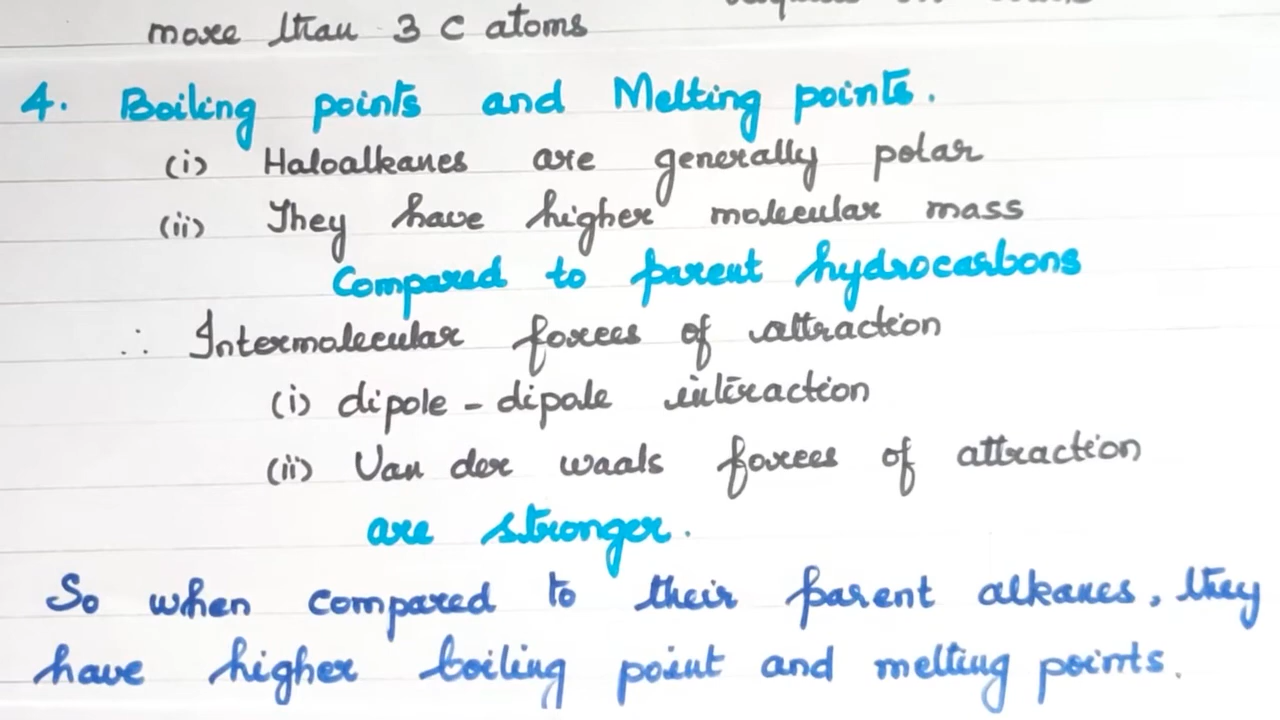 more than 3 C atoms
4. Boiling points and Melting points.
(i) Haloalkanes are generally polar
(ii) They have higher molecular mass
Compared to parent hydrocarbons
∴ Intermolecular forces of attraction
(i) dipole - dipole interaction
(ii) Van der waals forces of attraction
are stronger.
So when compared to their parent alkanes, they
have higher boiling point and melting points.